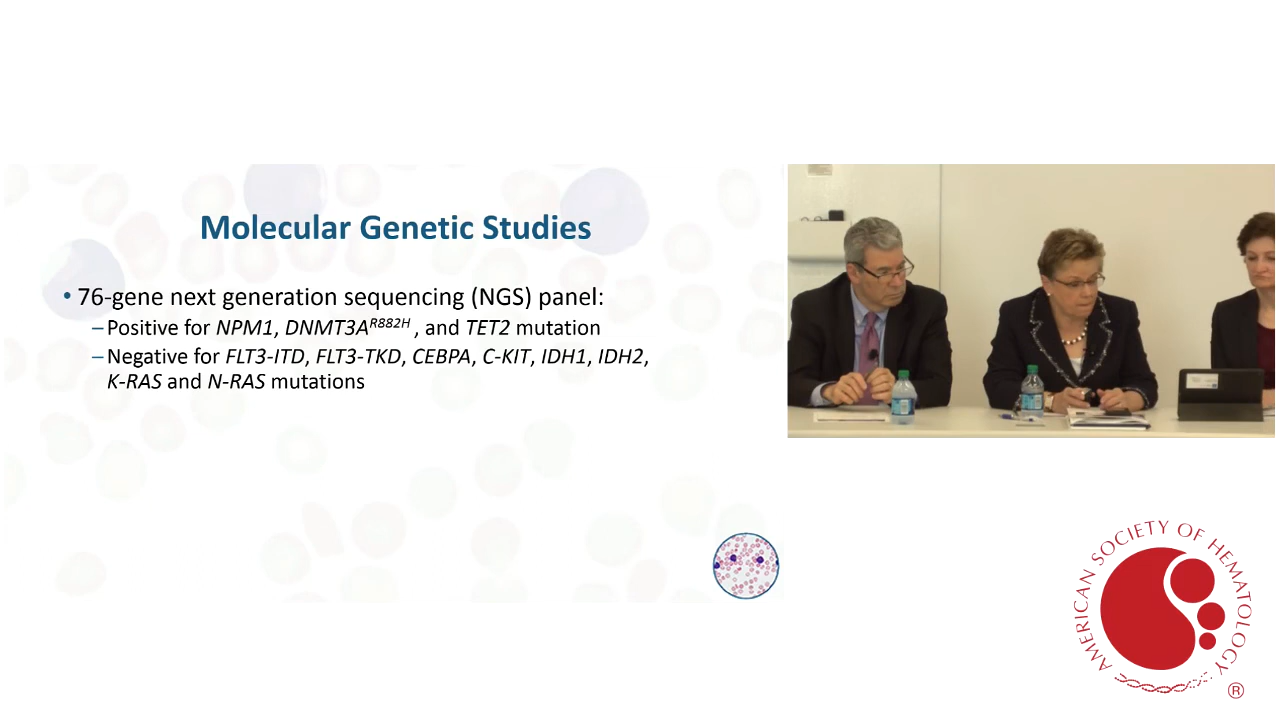 Molecular Genetic Studies
• 76-gene next generation sequencing (NGS) panel:
– Positive for NPM1, DNMT3A^R882H , and TET2 mutation
– Negative for FLT3-ITD, FLT3-TKD, CEBPA, C-KIT, IDH1, IDH2,
K-RAS and N-RAS mutations
AMERICAN SOCIETY OF HEMATOLOGY
®